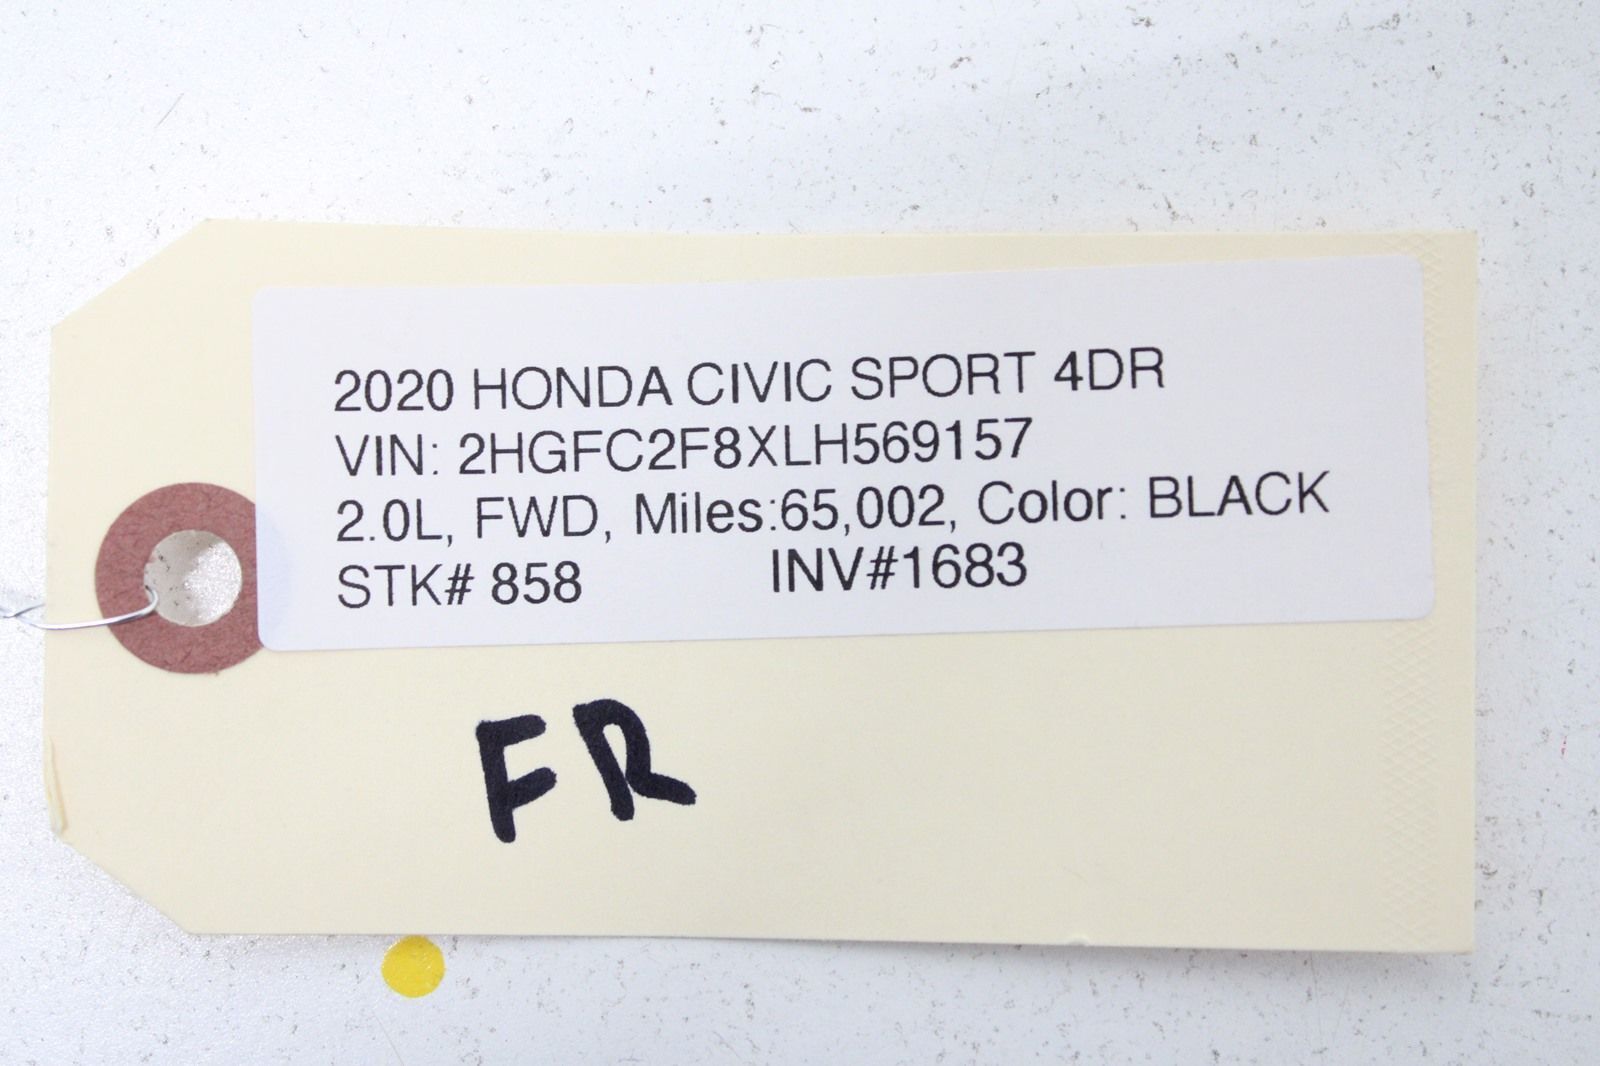 2020 HONDA CIVIC SPORT 4DR
VIN: 2HGFC2F8XLH569157
2.0L, FWD, Miles:65,002, Color: BLACK
STK# 858 INV#1683
FR